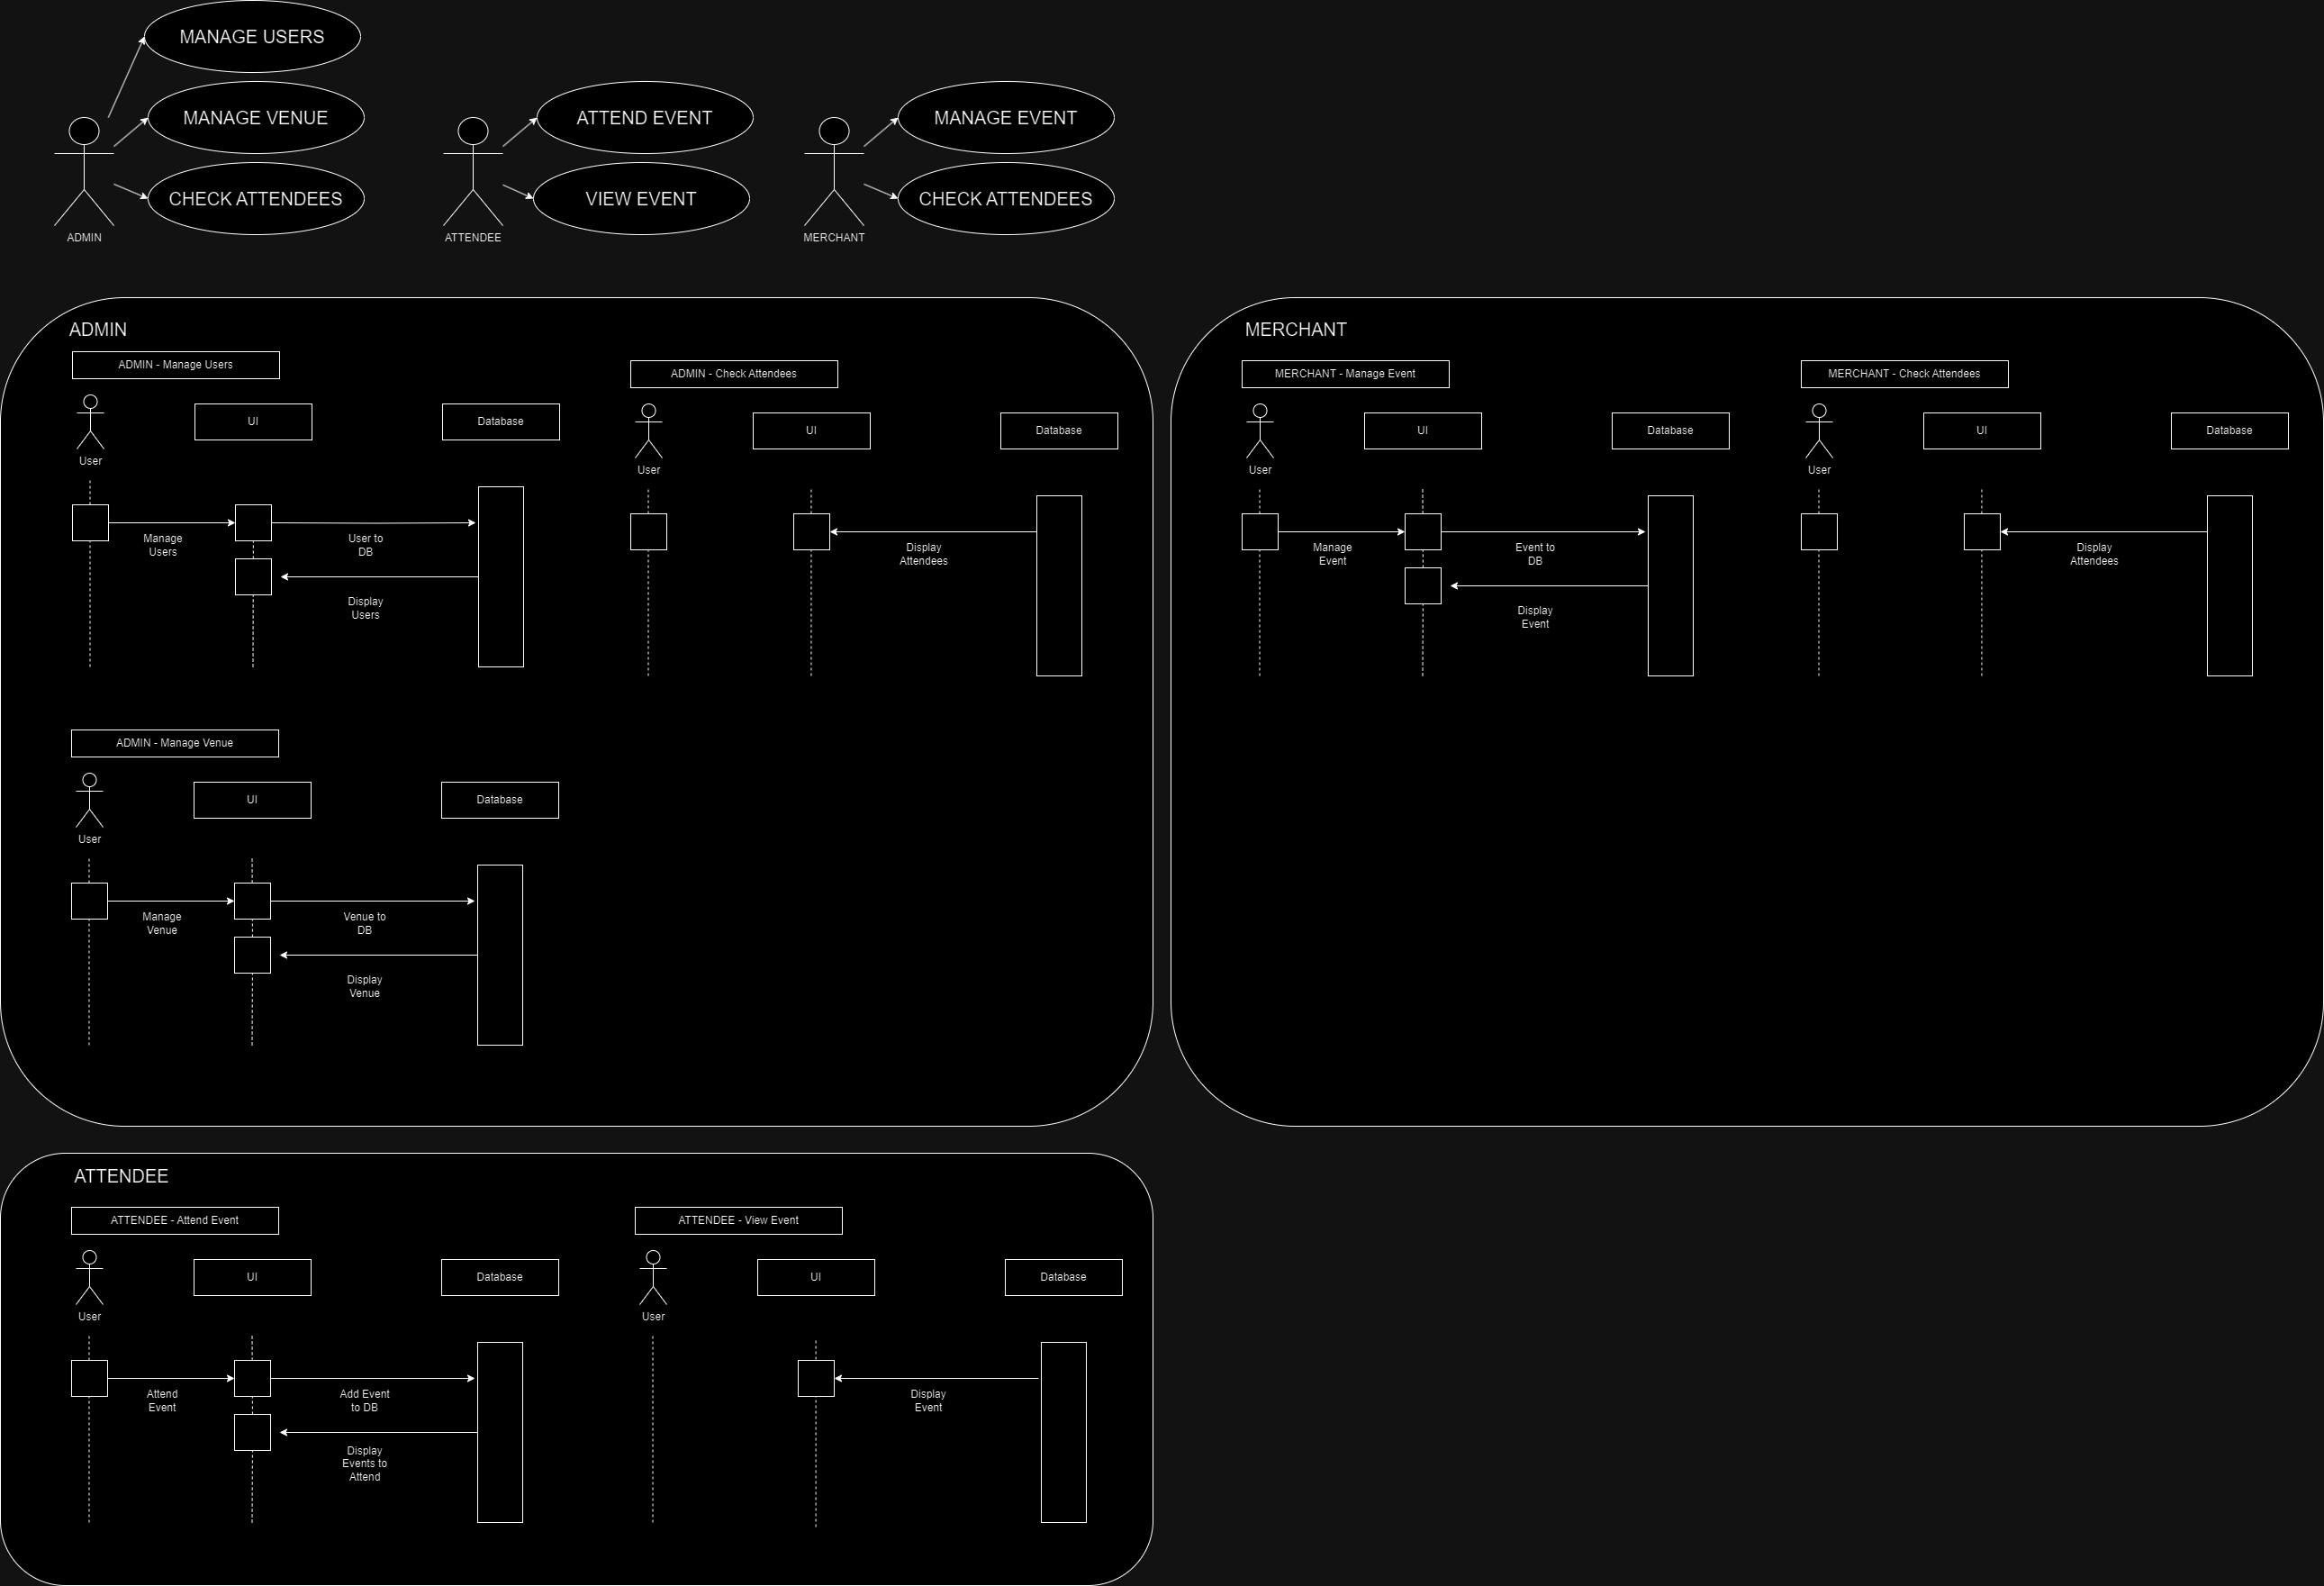 MANAGE USERS
MANAGE VENUE
CHECK ATTENDEES
ADMIN
ATTEND EVENT
VIEW EVENT
ATTENDEE
MANAGE EVENT
CHECK ATTENDEES
MERCHANT
ADMIN
ADMIN - Manage Users
User
UI
Database
Manage
Users
User to
DB
Display
Users
ADMIN - Check Attendees
User
UI
Database
Display
Attendees
ADMIN - Manage Venue
User
UI
Database
Manage
Venue
Venue to
DB
Display
Venue
MERCHANT
MERCHANT - Manage Event
User
UI
Database
Manage
Event
Event to
DB
Display
Event
MERCHANT - Check Attendees
User
UI
Database
Display
Attendees
ATTENDEE
ATTENDEE - Attend Event
User
UI
Database
Attend
Event
Add Event
to DB
Display
Events to
Attend
ATTENDEE - View Event
User
UI
Database
Display
Event